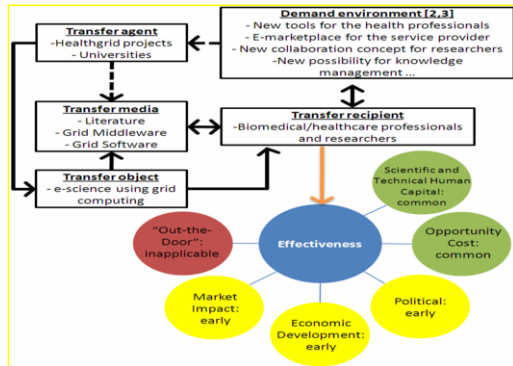 Transfer agent
-Healthgrid projects
- Universities
Demand environment [2,3]
- New tools for the health professionals
- E-marketplace for the service provider
- New collaboration concept for researchers
-New possibility for knowledge
management ...
Transfer media
- Literature
- Grid Middleware
- Grid Software
Transfer recipient
-Biomedical/healthcare professionals
and researchers
Transfer object
- e-science using grid
computing
Scientific and
Technical Human
Capital:
common
"Out-the-
Door":
inapplicable
Effectiveness
Opportunity
Cost:
common
Market
Impact:
early
Economic
Development:
early
Political:
early